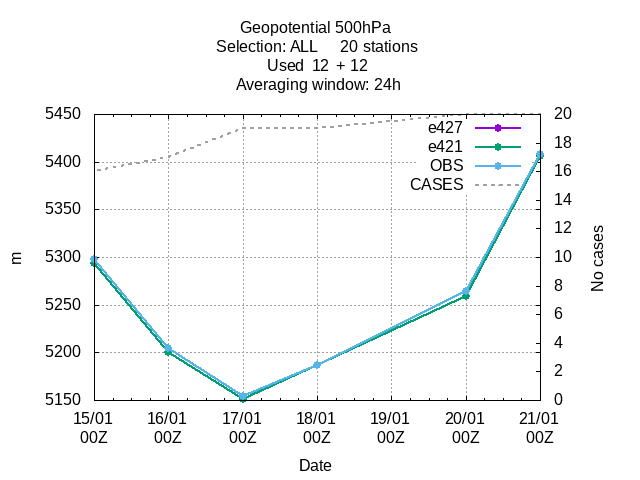 Geopotential 500hPa
Selection: ALL     20 stations
Used  12  + 12
Averaging window: 24h
5450
5400
5350
5300
5250
5200
5150
m
20
18
16
14
12
10
8
6
4
2
0
No cases
e427
e421
OBS
CASES
15/01 16/01 17/01 18/01 19/01 20/01 21/01
00Z 00Z 00Z 00Z 00Z 00Z 00Z
Date